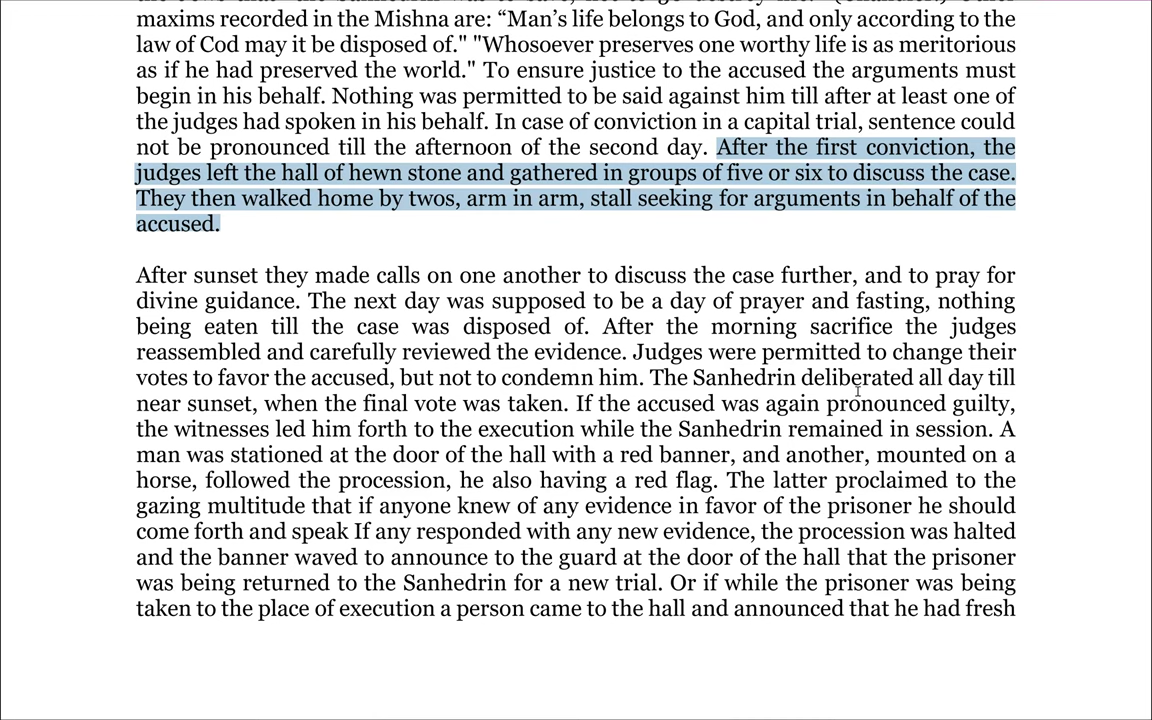 maxims recorded in the Mishna are: “Man’s life belongs to God, and only according to the
law of Cod may it be disposed of." "Whosoever preserves one worthy life is as meritorious
as if he had preserved the world." To ensure justice to the accused the arguments must
begin in his behalf. Nothing was permitted to be said against him till after at least one of
the judges had spoken in his behalf. In case of conviction in a capital trial, sentence could
not be pronounced till the afternoon of the second day. After the first conviction, the
judges left the hall of hewn stone and gathered in groups of five or six to discuss the case.
They then walked home by twos, arm in arm, stall seeking for arguments in behalf of the
accused.
After sunset they made calls on one another to discuss the case further, and to pray for
divine guidance. The next day was supposed to be a day of prayer and fasting, nothing
being eaten till the case was disposed of. After the morning sacrifice the judges
reassembled and carefully reviewed the evidence. Judges were permitted to change their
votes to favor the accused, but not to condemn him. The Sanhedrin deliberated all day till
near sunset, when the final vote was taken. If the accused was again pronounced guilty,
the witnesses led him forth to the execution while the Sanhedrin remained in session. A
man was stationed at the door of the hall with a red banner, and another, mounted on a
horse, followed the procession, he also having a red flag. The latter proclaimed to the
gazing multitude that if anyone knew of any evidence in favor of the prisoner he should
come forth and speak If any responded with any new evidence, the procession was halted
and the banner waved to announce to the guard at the door of the hall that the prisoner
was being returned to the Sanhedrin for a new trial. Or if while the prisoner was being
taken to the place of execution a person came to the hall and announced that he had fresh